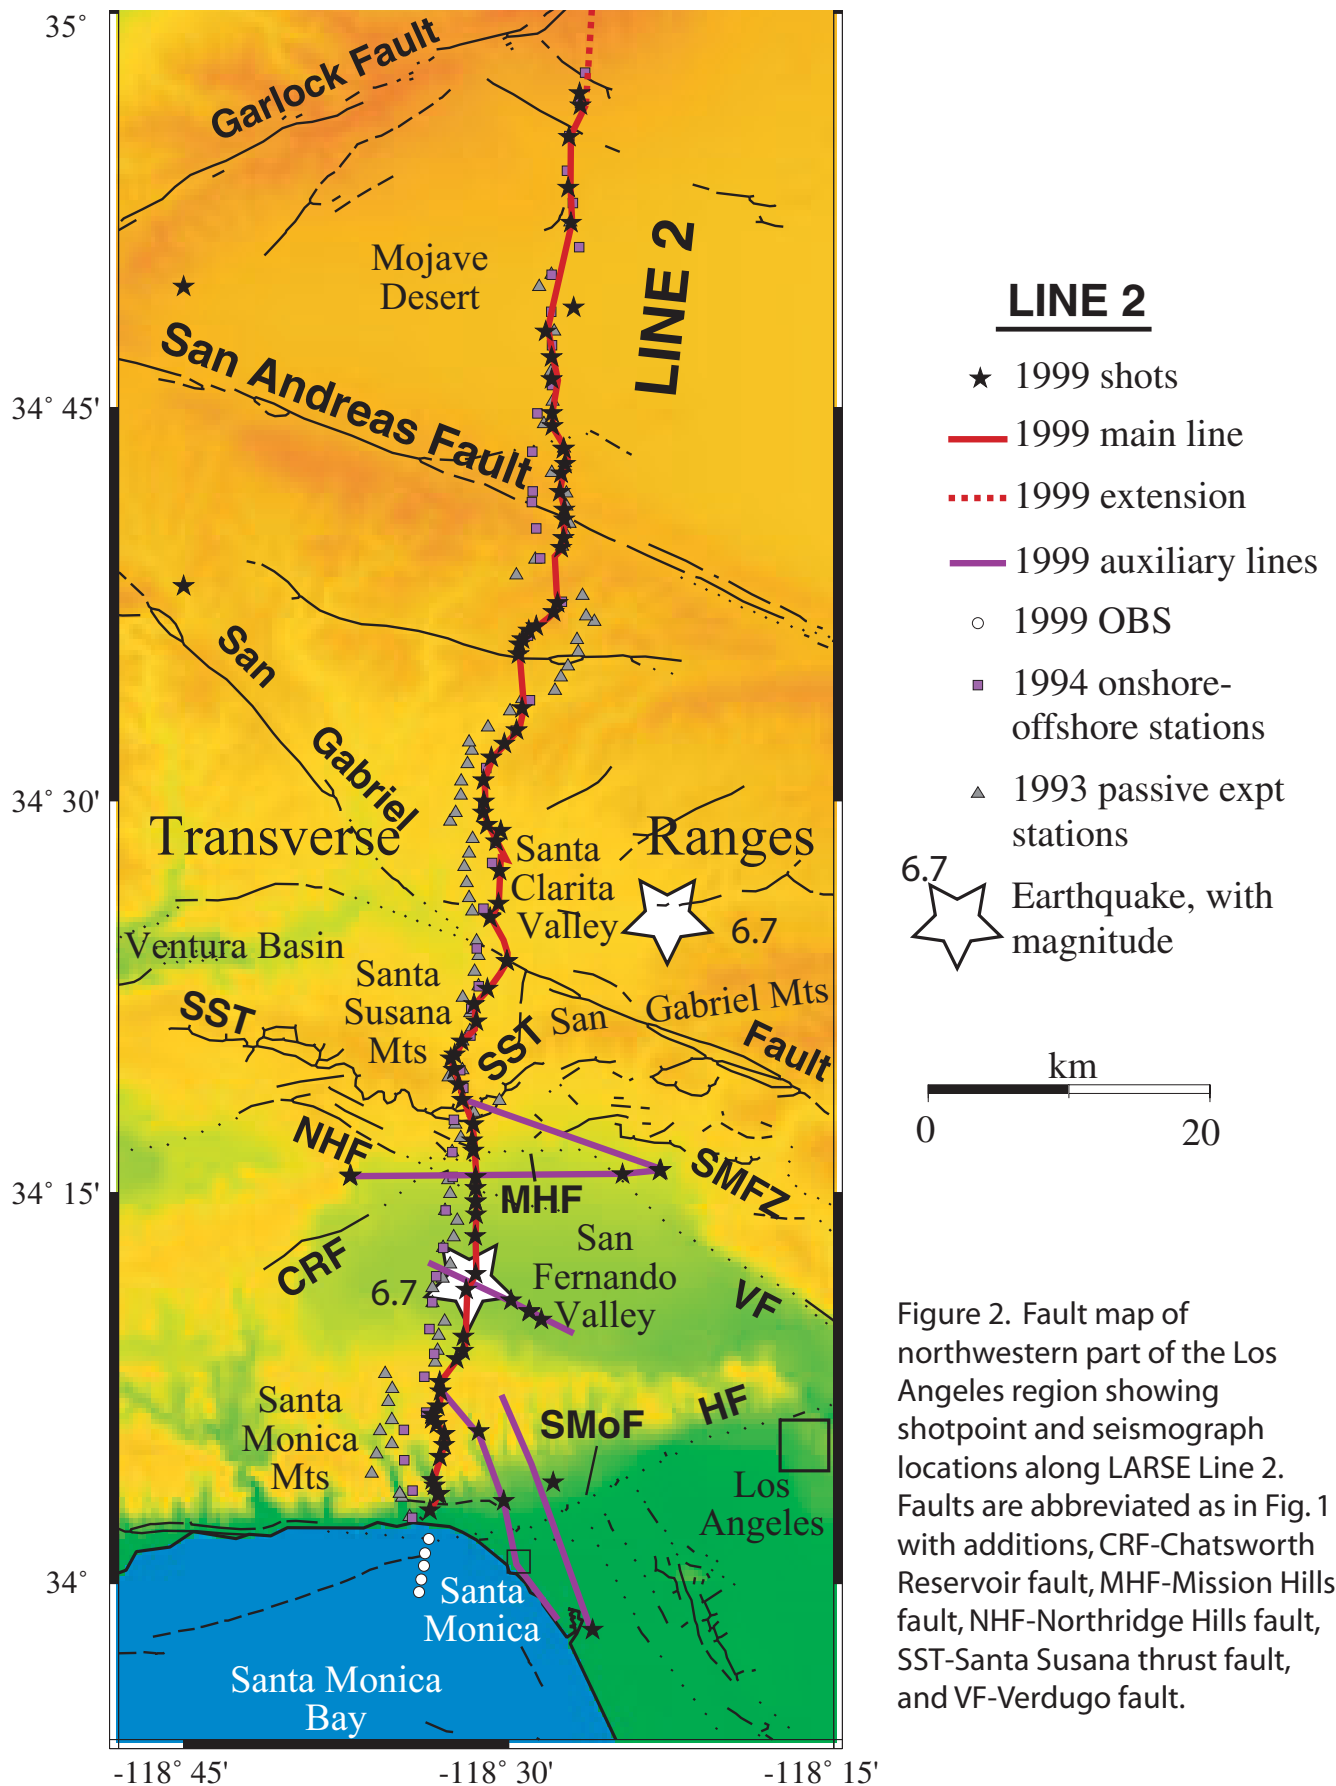 35°
Garlock Fault
Mojave
Desert
LINE 2
San Andreas Fault
34° 45'
San
Gabriel
34° 30'
Transverse
Ranges
Santa
Clarita
Valley
6.7
Ventura Basin
Santa
Susana
Mts
SST
SST
San
Gabriel Mts
Fault
NHF
SMFZ
34° 15'
MHF
CRF
San
Fernando
Valley
6.7
VF
Santa
Monica
Mts
SMoF
HF
Los
Angeles
34°
Santa
Monica
Santa Monica
Bay
-118° 45'
-118° 30'
-118° 15'
LINE 2
1999 shots
1999 main line
1999 extension
1999 auxiliary lines
1999 OBS
1994 onshore-
offshore stations
1993 passive expt
stations
6.7
Earthquake, with
magnitude
km
0
20
Figure 2. Fault map of
northwestern part of the Los
Angeles region showing
shotpoint and seismograph
locations along LARSE Line 2.
Faults are abbreviated as in Fig. 1
with additions, CRF-Chatsworth
Reservoir fault, MHF-Mission Hills
fault, NHF-Northridge Hills fault,
SST-Santa Susana thrust fault,
and VF-Verdugo fault.